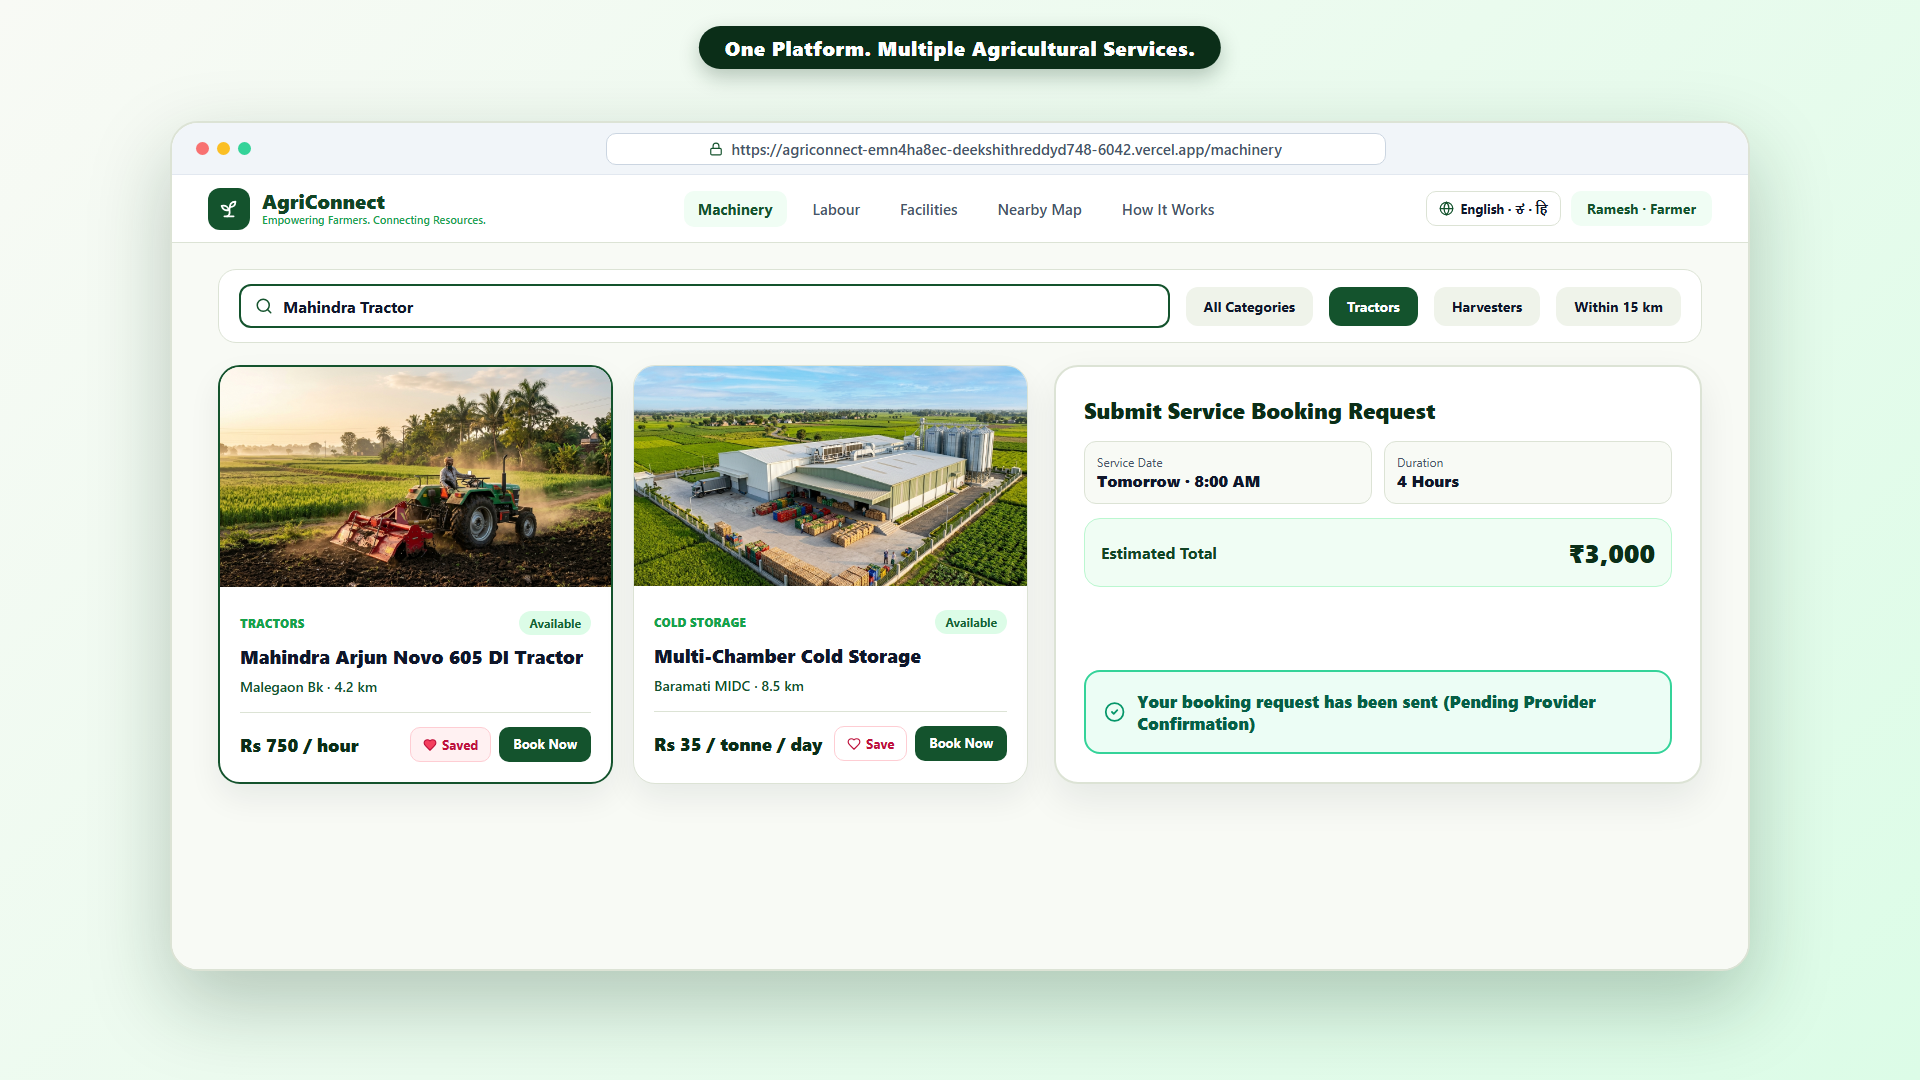 One Platform. Multiple Agricultural Services.
https://agriconnect-emn4ha8ec-deekshithreddyd748-6042.vercel.app/machinery
AgriConnect
Empowering Farmers. Connecting Resources.
Machinery
Labour
Facilities
Nearby Map
How It Works
English · ಕ · हि
Ramesh · Farmer
Mahindra Tractor
All Categories
Tractors
Harvesters
Within 15 km
TRACTORS
Available
Mahindra Arjun Novo 605 DI Tractor
Malegaon Bk · 4.2 km
Rs 750 / hour
Saved
Book Now
COLD STORAGE
Available
Multi-Chamber Cold Storage
Baramati MIDC · 8.5 km
Rs 35 / tonne / day
Save
Book Now
Submit Service Booking Request
Service Date
Tomorrow · 8:00 AM
Duration
4 Hours
Estimated Total
₹3,000
Your booking request has been sent (Pending Provider
Confirmation)